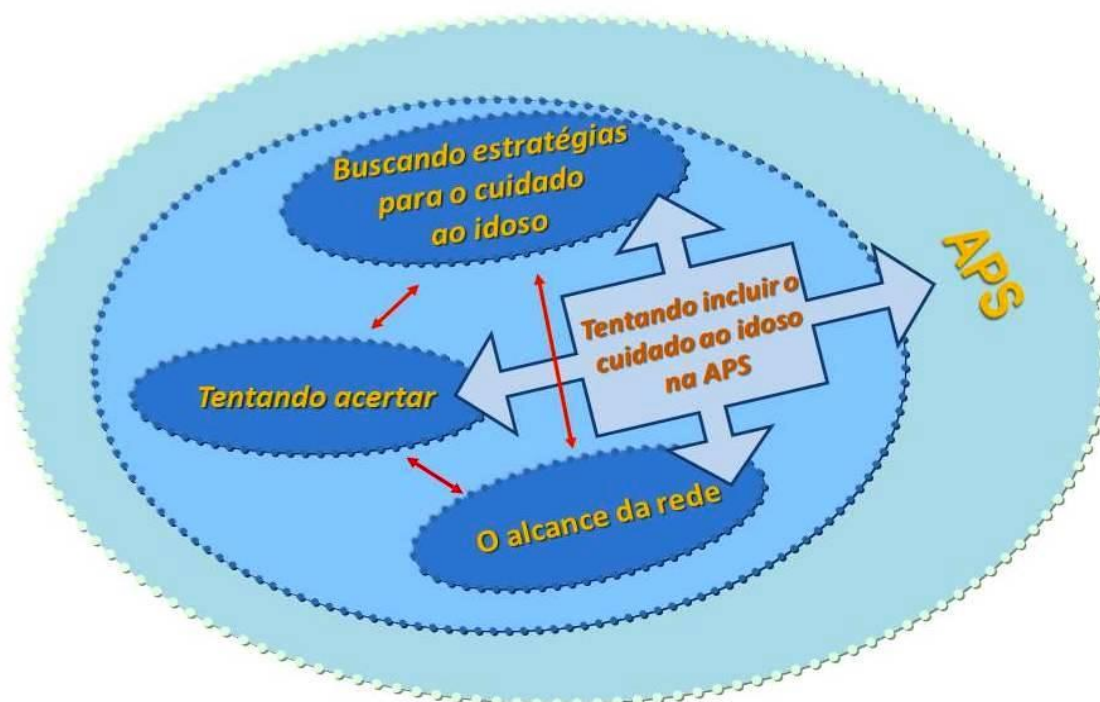 Buscando estratégias
para o cuidado
ao idoso
Tentando incluir o
cuidado ao idoso
na APS
APS
Tentando acertar
O alcance da rede